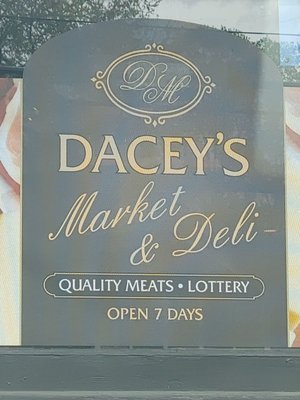 DM
DACEY'S
Market
& Deli
QUALITY MEATS • LOTTERY
OPEN 7 DAYS